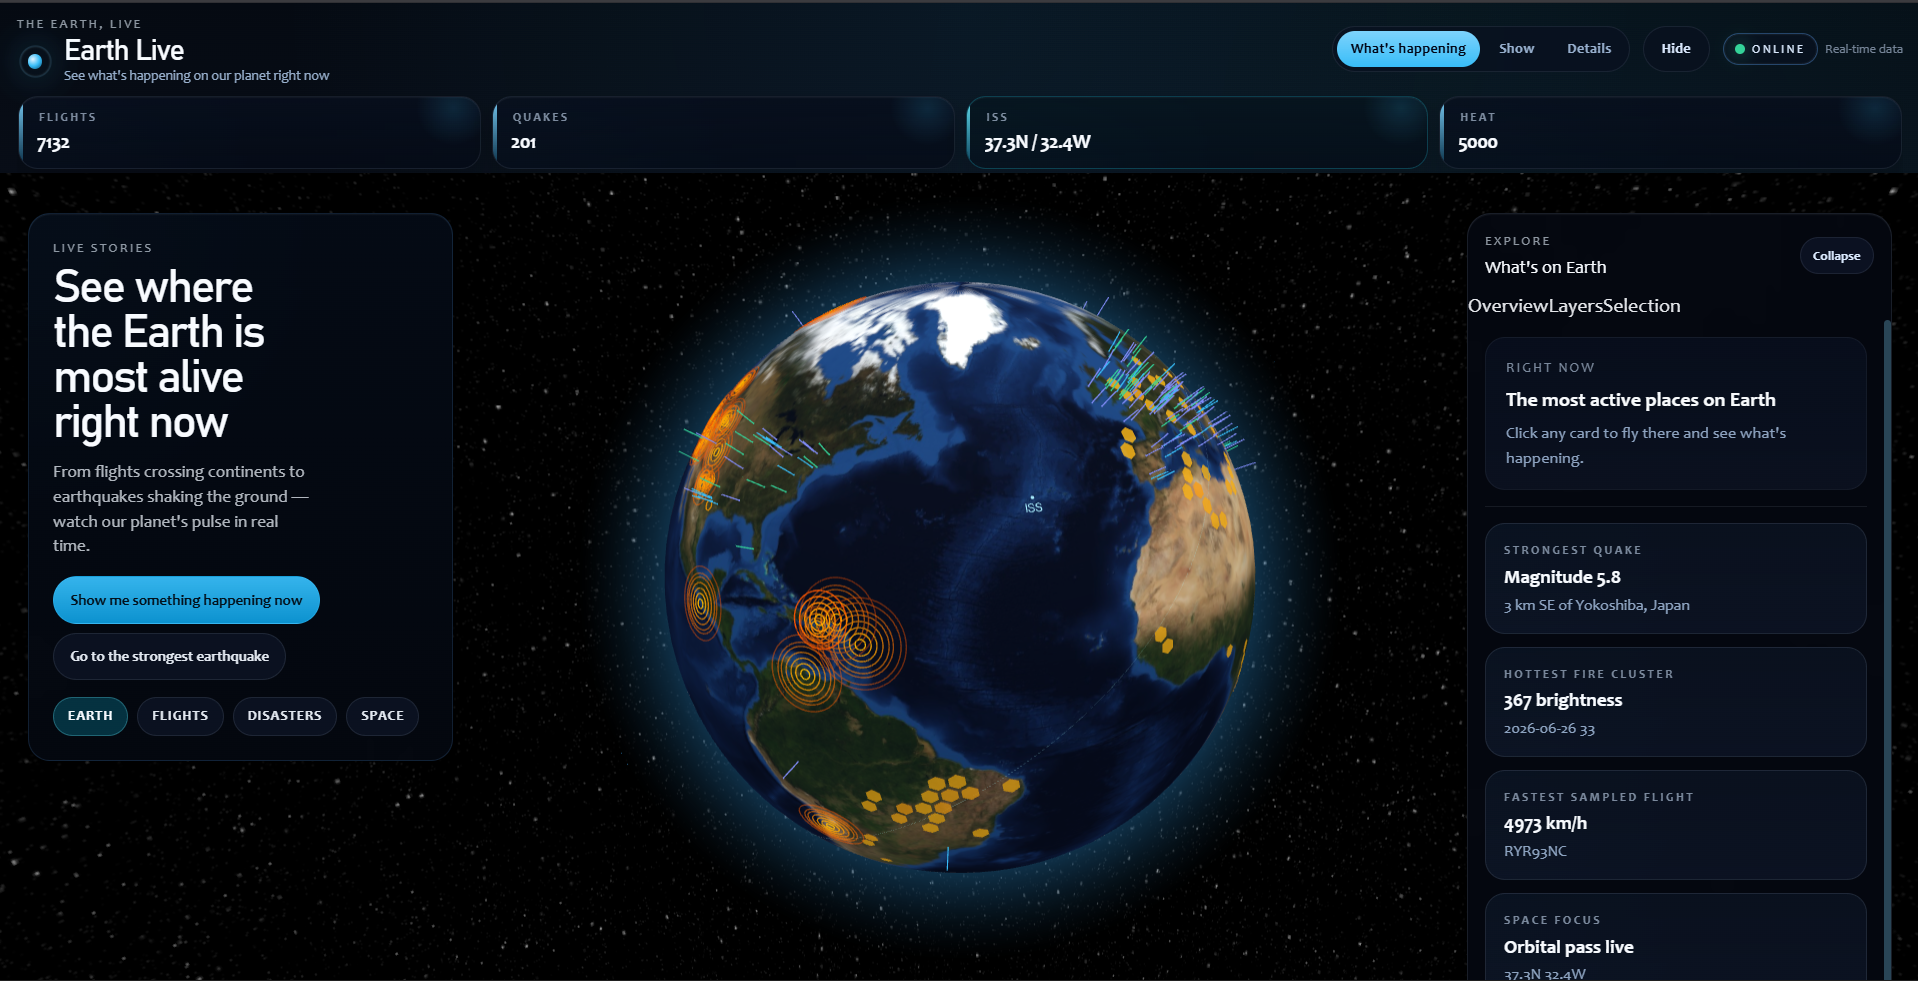 THE EARTH, LIVE
Earth Live
See what's happening on our planet right now
What's happening
Show
Details
Hide
ONLINE
Real-time data
FLIGHTS
7132
QUAKES
201
ISS
37.3N / 32.4W
HEAT
5000
LIVE STORIES
See where
the Earth is
most alive
right now
From flights crossing continents to
earthquakes shaking the ground —
watch our planet's pulse in real
time.
Show me something happening now
Go to the strongest earthquake
EARTH
FLIGHTS
DISASTERS
SPACE
ISS
EXPLORE
What's on Earth
Collapse
OverviewLayersSelection
RIGHT NOW
The most active places on Earth
Click any card to fly there and see what's
happening.
STRONGEST QUAKE
Magnitude 5.8
3 km SE of Yokoshiba, Japan
HOTTEST FIRE CLUSTER
367 brightness
2026-06-26 33
FASTEST SAMPLED FLIGHT
4973 km/h
RYR93NC
SPACE FOCUS
Orbital pass live
37.3N 32.4W